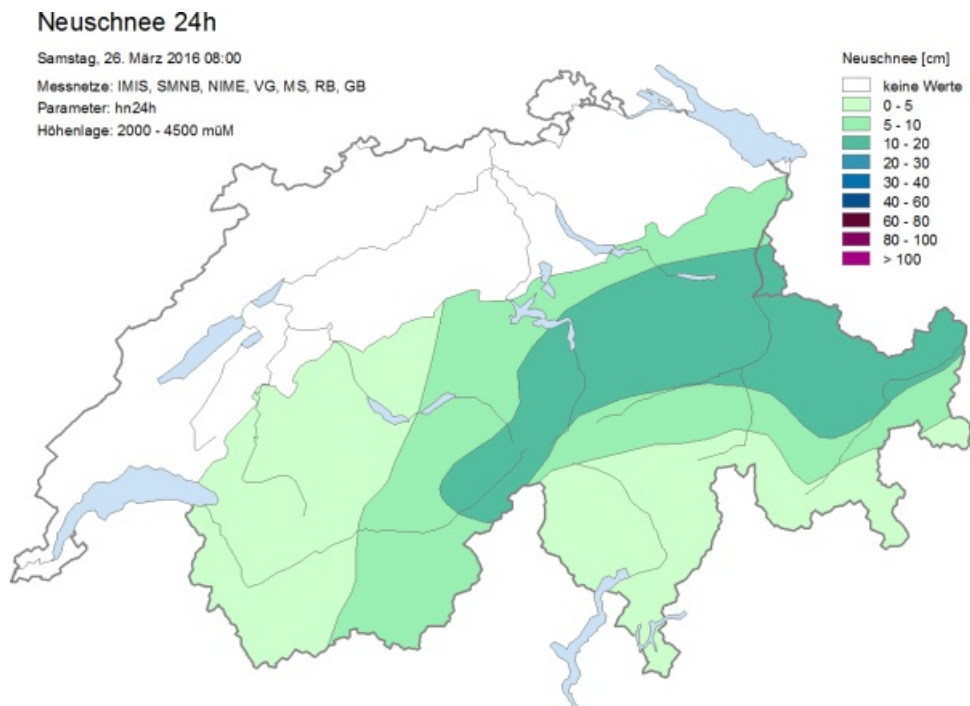 Neuschnee 24h
Samstag, 26. März 2016 08:00
Messnetze: IMIS, SMNB, NIME, VG, MS, RB, GB
Parameter: hn24h
Höhenlage: 2000 - 4500 müM
Neuschnee [cm]
keine Werte
0 - 5
5 - 10
10 - 20
20 - 30
30 - 40
40 - 60
60 - 80
80 - 100
> 100